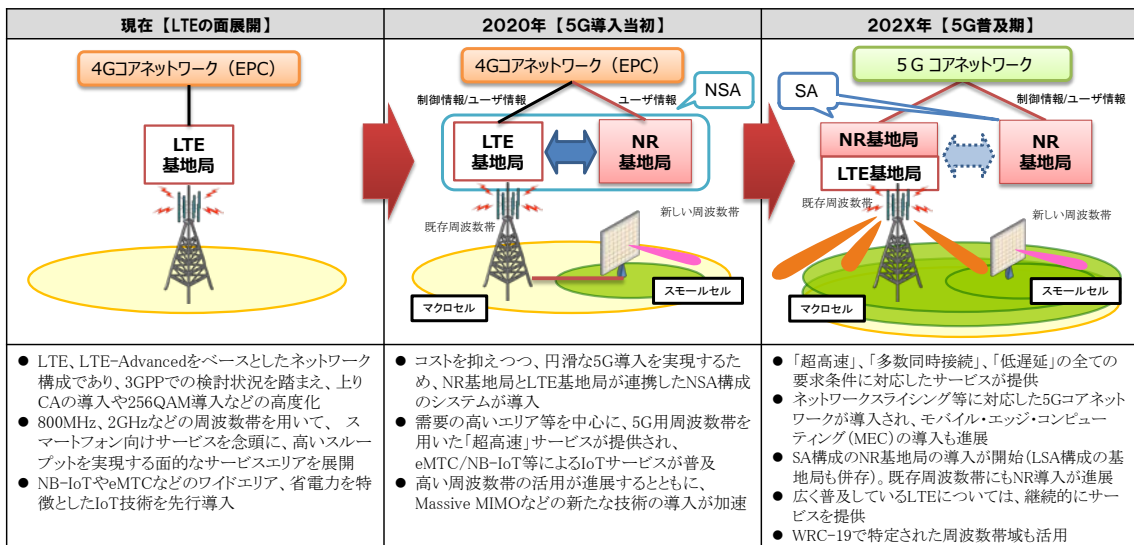 現在【LTEの面展開】
4Gコアネットワーク（EPC）
LTE
基地局
● LTE、LTE-Advancedをベースとしたネットワーク
構成であり、3GPPでの検討状況を踏まえ、上り
CAの導入や256QAM導入などの高度化
● 800MHz、2GHzなどの周波数帯を用いて、 ス
マートフォン向けサービスを念頭に、高いスルー
プットを実現する面的なサービスエリアを展開
● NB-IoTやeMTCなどのワイドエリア、省電力を特
徴としたIoT技術を先行導入
2020年【5G導入当初】
4Gコアネットワーク（EPC）
制御情報/ユーザ情報
ユーザ情報
NSA
LTE
基地局
NR
基地局
既存周波数帯
新しい周波数帯
マクロセル
スモールセル
● コストを抑えつつ、円滑な5G導入を実現するた
め、NR基地局とLTE基地局が連携したNSA構成
のシステムが導入
● 需要の高いエリア等を中心に、5G用周波数帯を
用いた「超高速」サービスが提供され、
eMTC/NB-IoT等によるIoTサービスが普及
● 高い周波数帯の活用が進展するとともに、
Massive MIMOなどの新たな技術の導入が加速
202X年【5G普及期】
５G コアネットワーク
SA
制御情報/ユーザ情報
NR基地局
LTE基地局
NR
基地局
既存周波数帯
新しい周波数帯
マクロセル
スモールセル
● 「超高速」、「多数同時接続」、「低遅延」の全ての
要求条件に対応したサービスが提供
● ネットワークスライシング等に対応した5Gコアネッ
トワークが導入され、モバイル・エッジ・コンピュー
ティング（MEC）の導入も進展
● SA構成のNR基地局の導入が開始（LSA構成の基
地局も併存）。既存周波数帯にもNR導入が進展
● 広く普及しているLTEについては、継続的にサー
ビスを提供
● WRC-19で特定された周波数帯域も活用